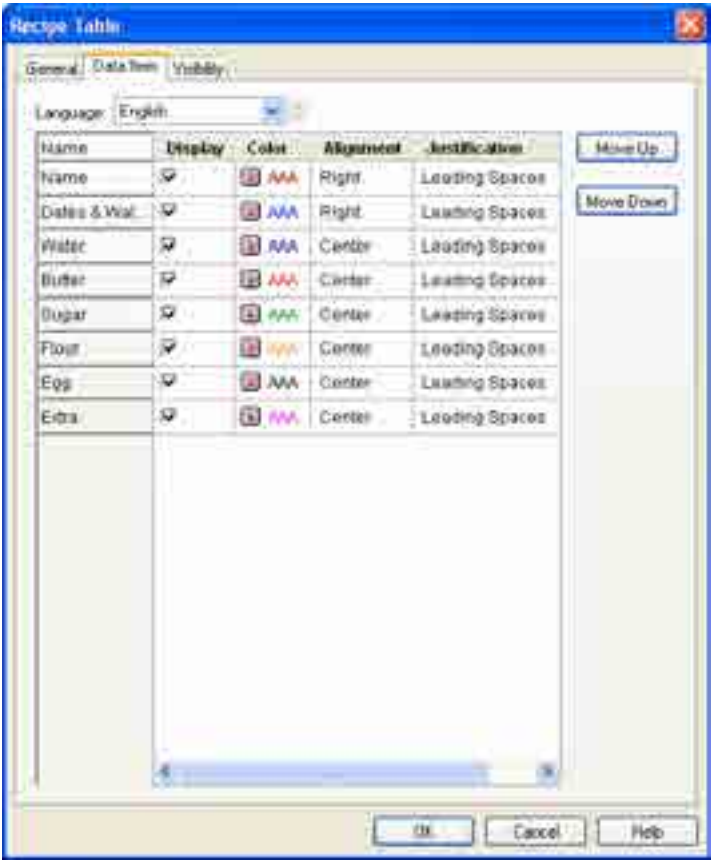 Recipe Table
General Data Item Visibility
Language: English
Name Display Color Alignment Justification Move Up
Name AAA Right Leading Spaces
Dates & Wal... AAA Right Leading Spaces Move Down
Water AAA Center Leading Spaces
Butter AAA Center Leading Spaces
Sugar AAA Center Leading Spaces
Flour AAA Center Leading Spaces
Egg AAA Center Leading Spaces
Extra AAA Center Leading Spaces
OK Cancel Help